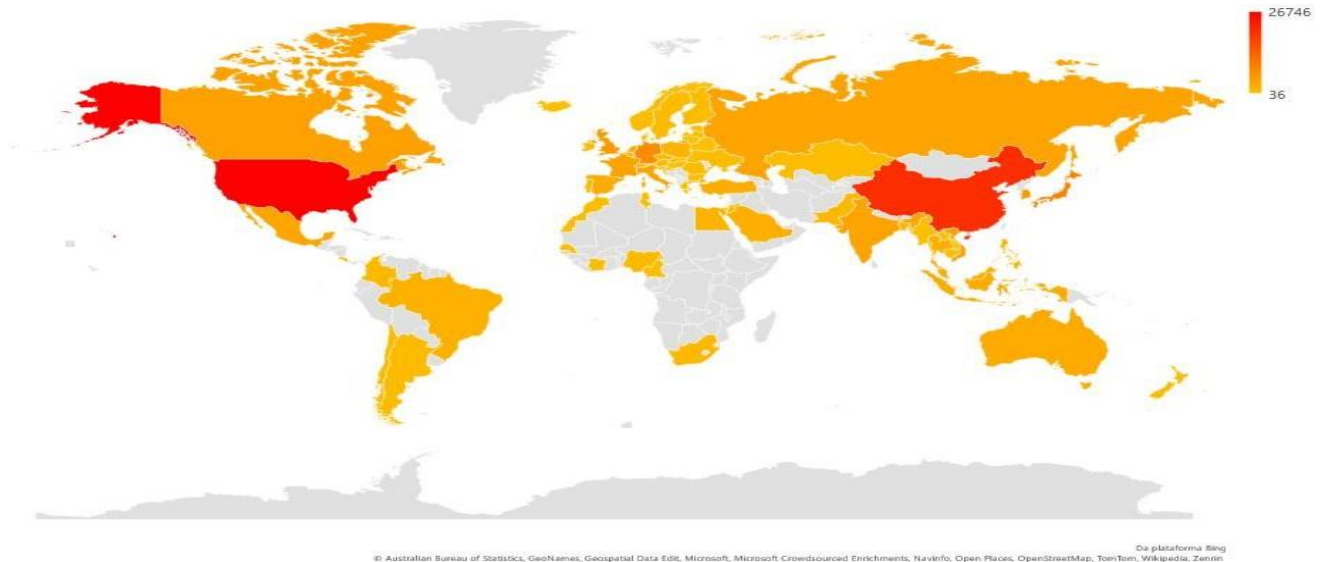 26746
36
Da plataforma Bing
© Australian Bureau of Statistics, GeoNames, Geospatial Data Edit, Microsoft, Microsoft Crowdsourced Enrichments, Navinfo, Open Places, OpenStreetMap, TomTom, Wikipedia, Zenrin